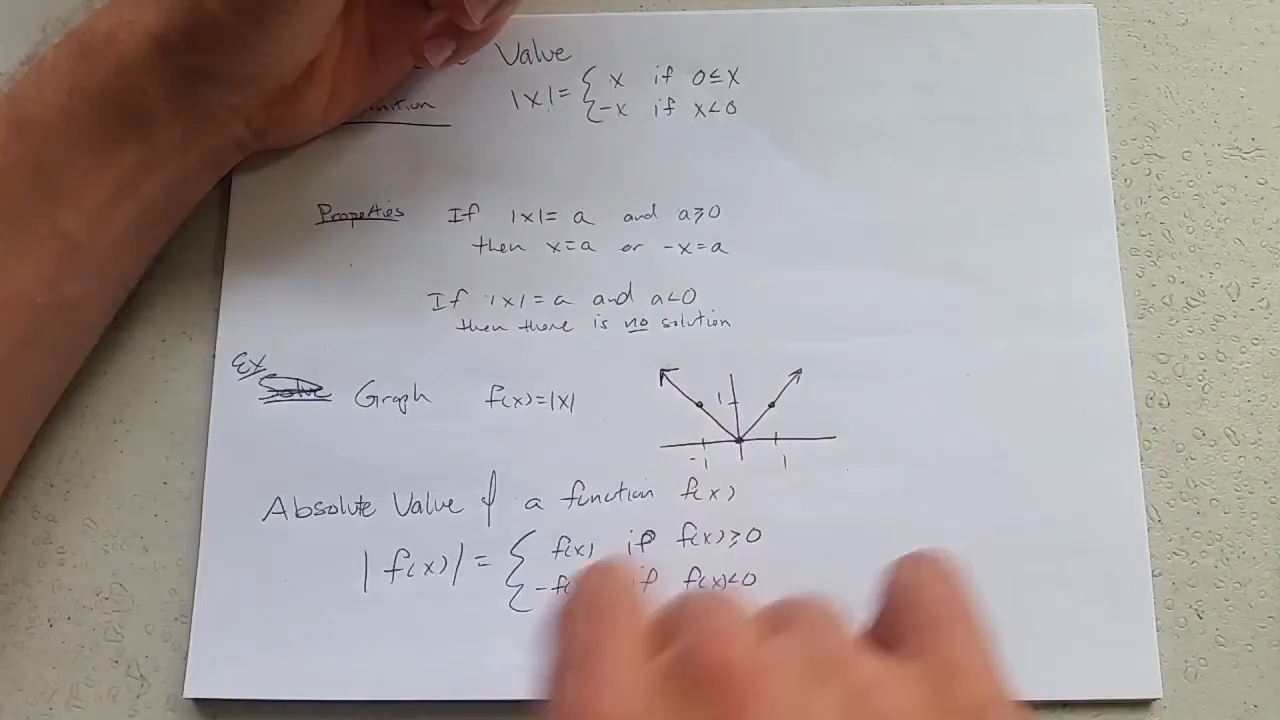 Value
|x| = { x if 0≤x
-x if x<0
Properties If |x| = a and a≥0
then x=a or -x=a
If |x| = a and a<0
then there is no solution
Ex
Graph f(x)=|x|
1
-1 1
Absolute Value of a function f(x)
|f(x)| = { f(x) if f(x)≥0
if f(x)<0